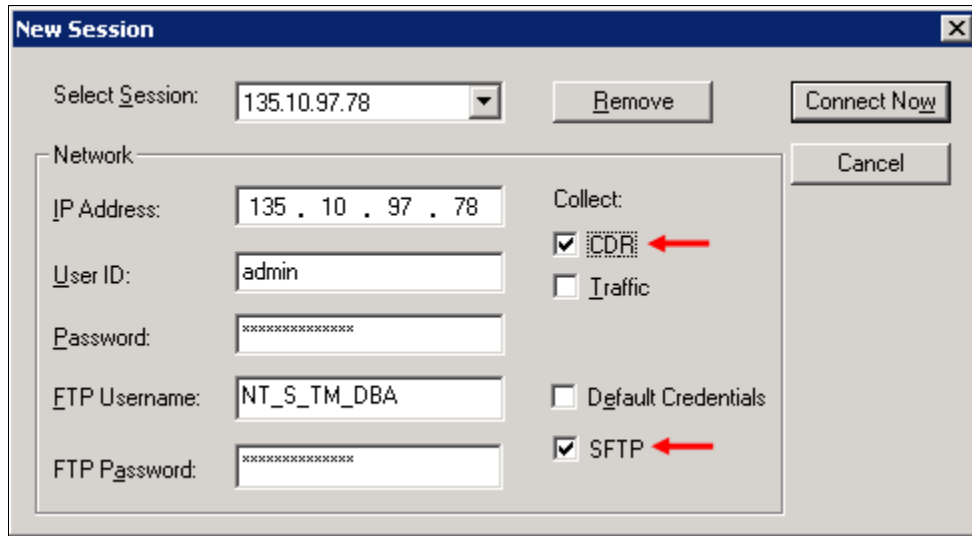 New Session
Select Session:
135.10.97.78
Remove
Connect Now
Cancel
Network
IP Address:
135 . 10 . 97 . 78
Collect:
CDR
User ID:
admin
Traffic
Password:
**************
FTP Username:
NT_S_TM_DBA
Default Credentials
SFTP
FTP Password:
**************